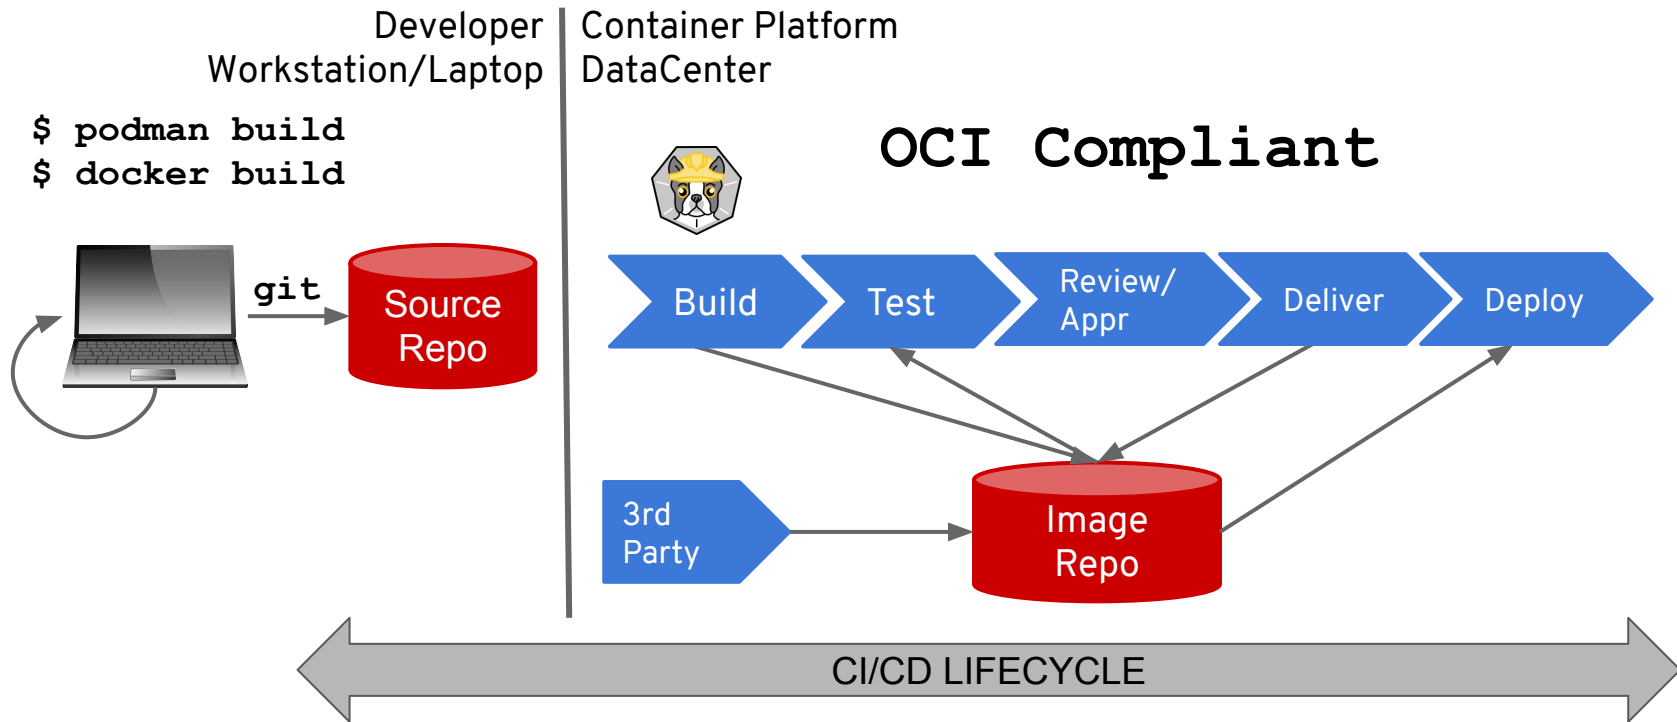 Developer
Workstation/Laptop
Container Platform
DataCenter
$ podman build
$ docker build
OCI Compliant
git
Source
Repo
Build
Test
Review/
Appr
Deliver
Deploy
3rd
Party
Image
Repo
CI/CD LIFECYCLE